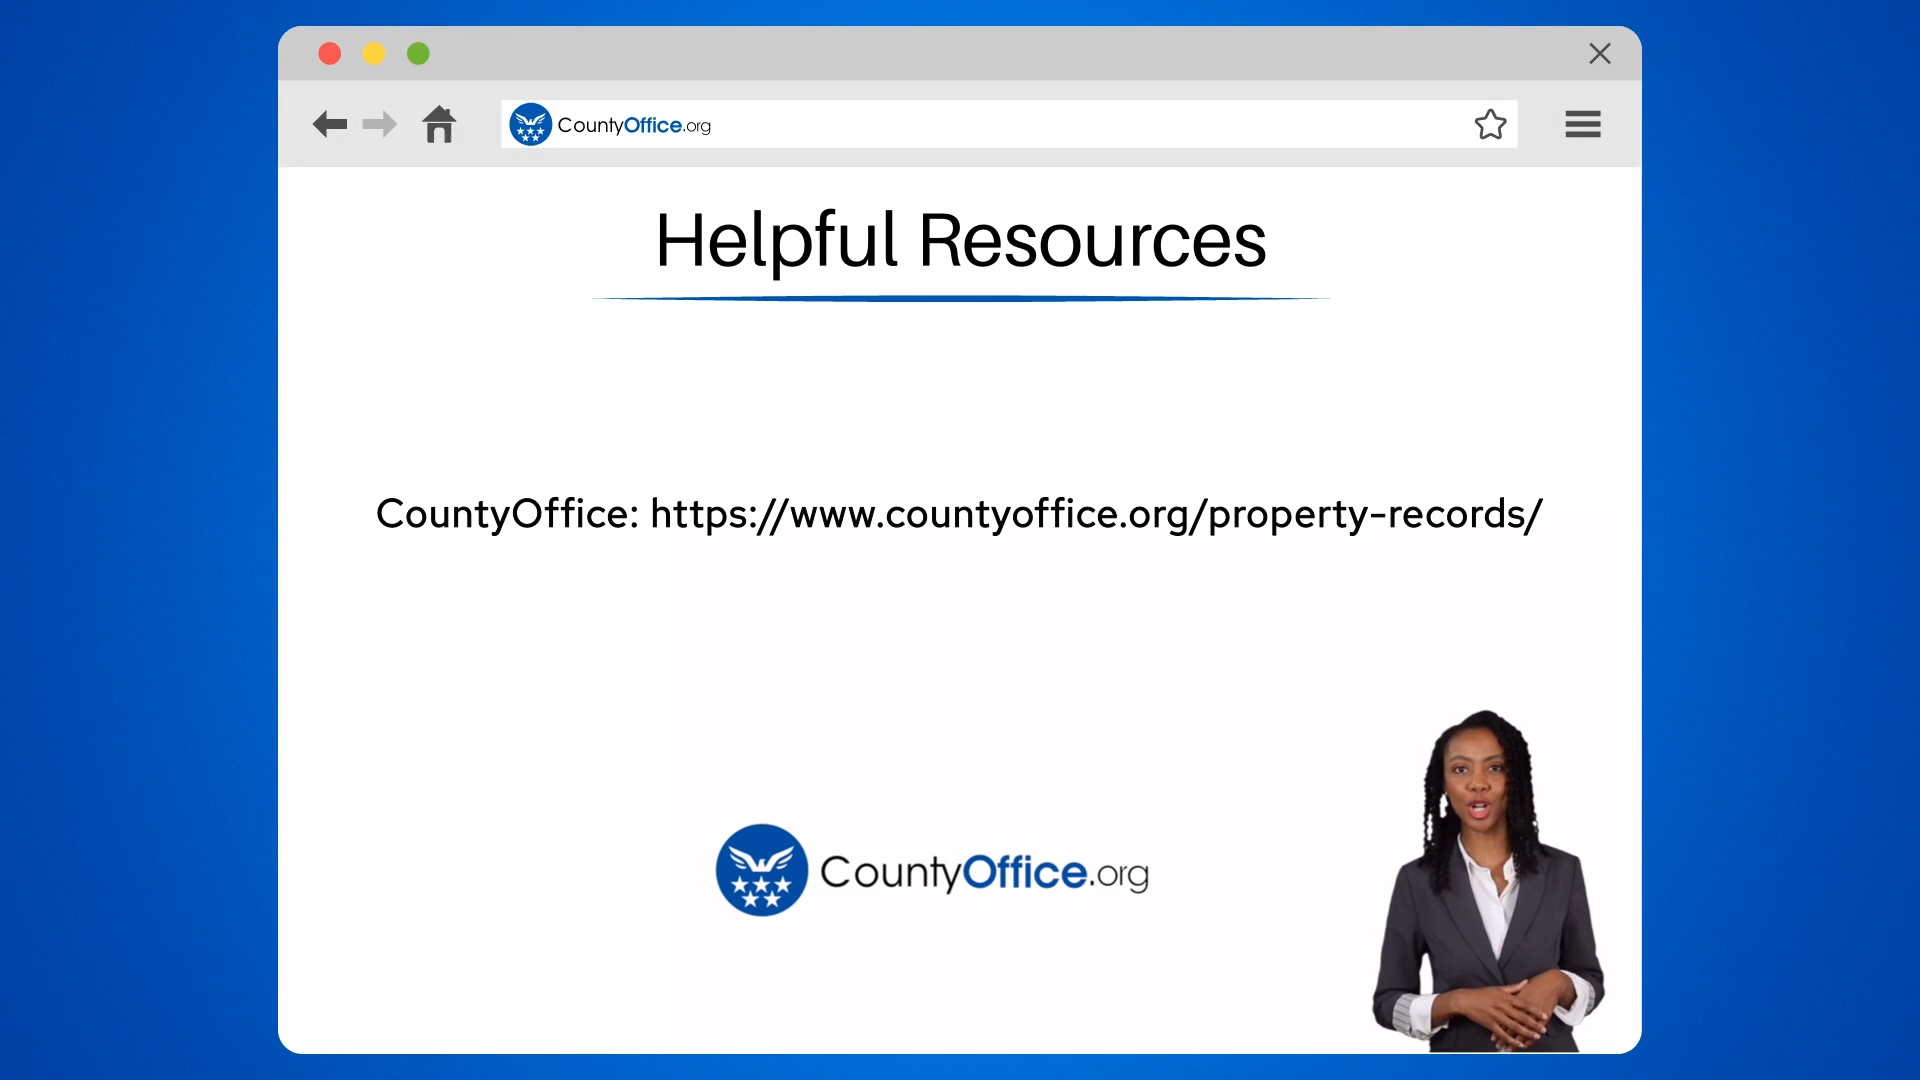 CountyOffice.org
Helpful Resources
CountyOffice: https://www.countyoffice.org/property-records/
CountyOffice.org